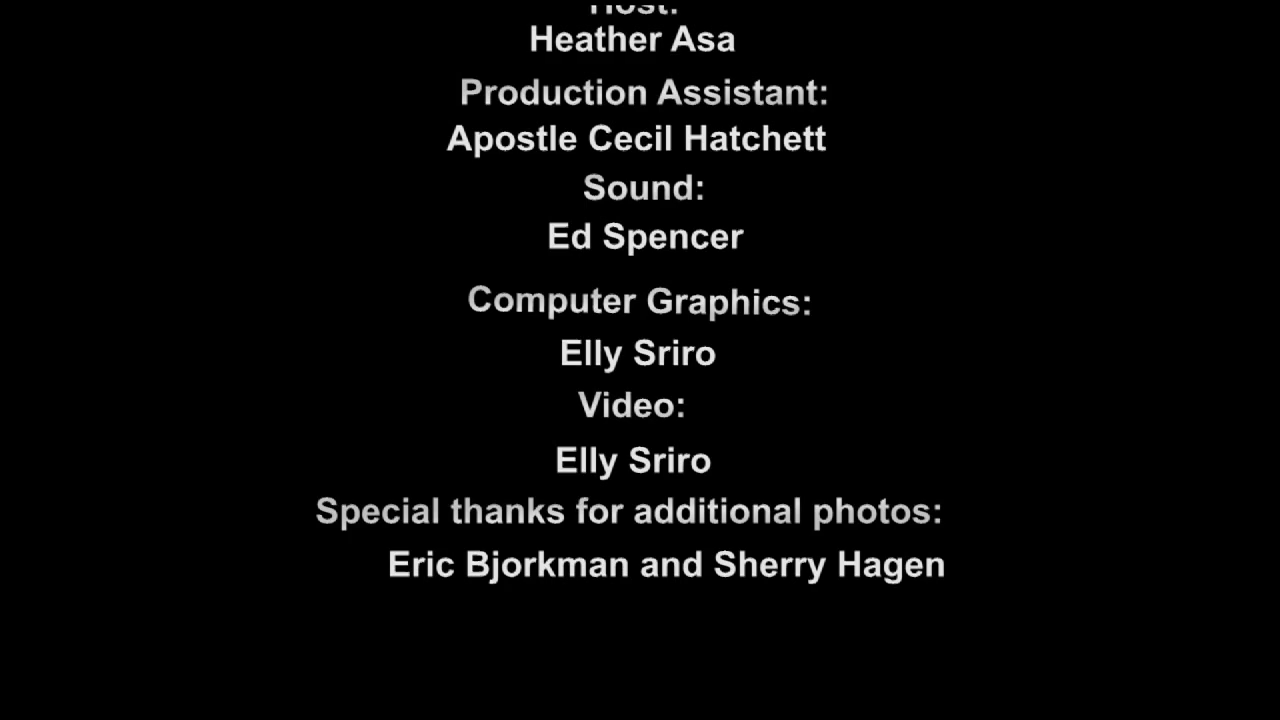 Host:
Heather Asa
Production Assistant:
Apostle Cecil Hatchett
Sound:
Ed Spencer
Computer Graphics:
Elly Sriro
Video:
Elly Sriro
Special thanks for additional photos:
Eric Bjorkman and Sherry Hagen